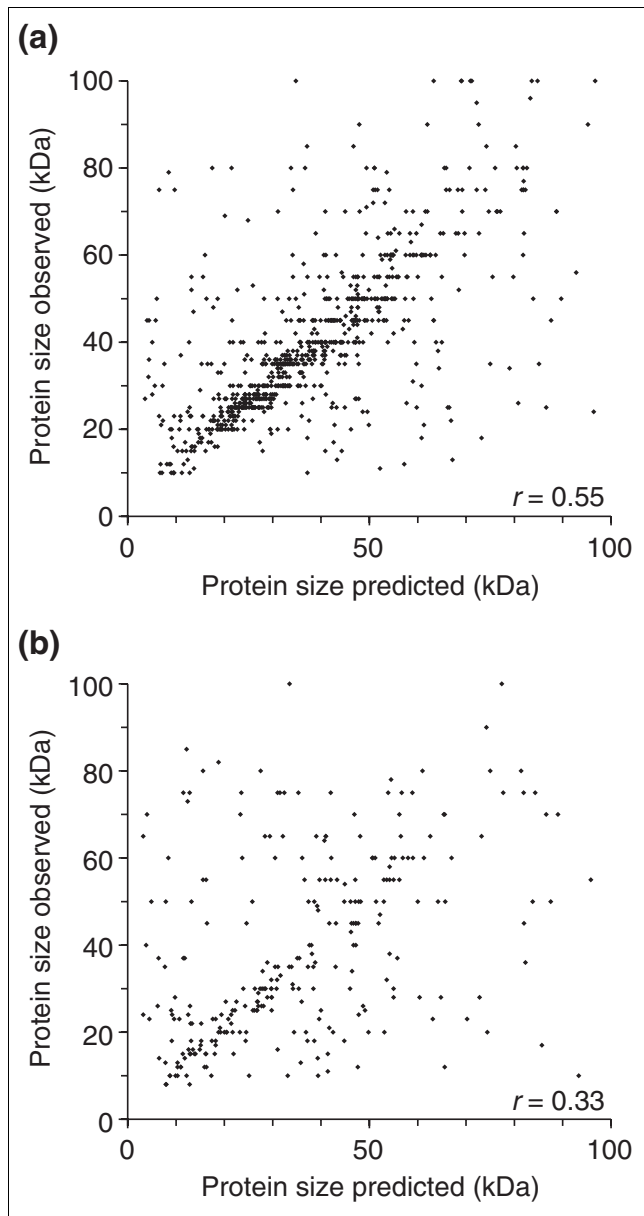 (a)
100
80
60
40
20
0
Protein size observed (kDa)
r = 0.55
0
50
100
Protein size predicted (kDa)
(b)
100
80
60
40
20
0
Protein size observed (kDa)
r = 0.33
0
50
100
Protein size predicted (kDa)